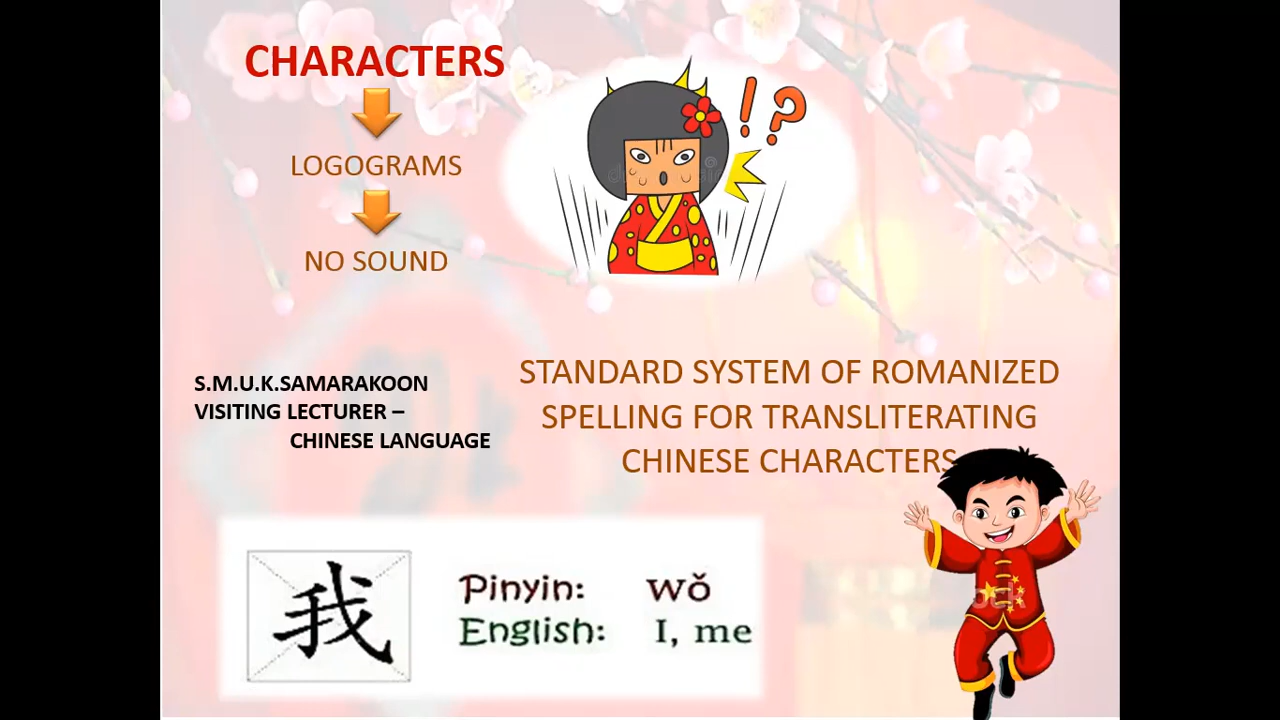 CHARACTERS
LOGOGRAMS
NO SOUND
!?
S.M.U.K.SAMARAKOON
VISITING LECTURER –
CHINESE LANGUAGE
STANDARD SYSTEM OF ROMANIZED
SPELLING FOR TRANSLITERATING
CHINESE CHARACTERS
我
Pinyin: wǒ
English: I, me